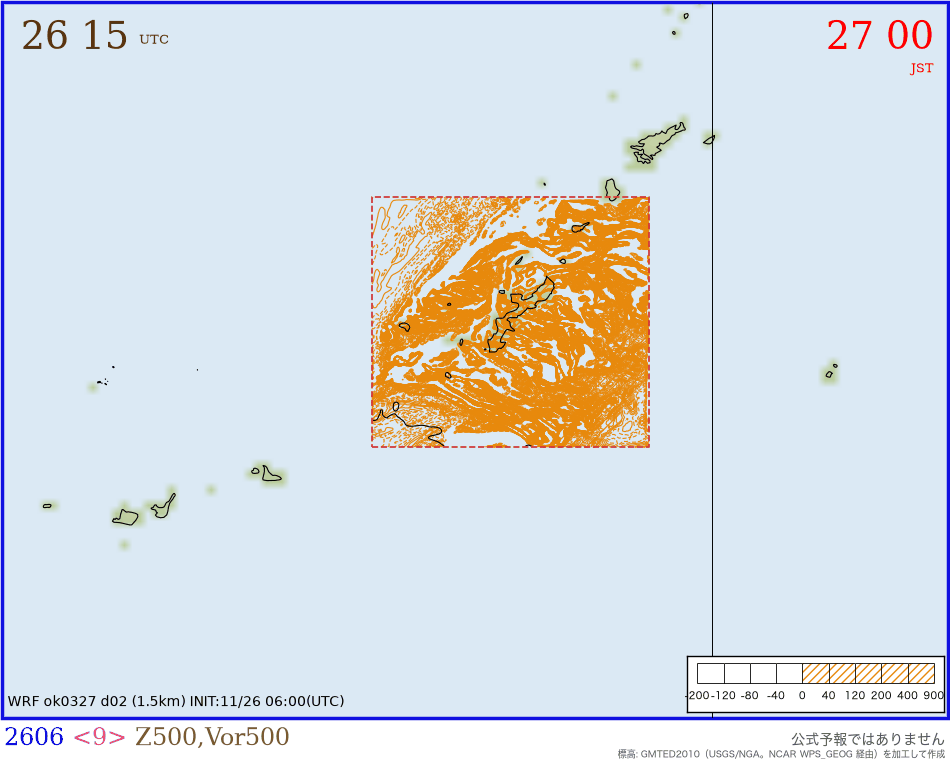 26 15 UTC
27 00
JST
-200 -120 -80 -40 0 40 120 200 400 900
WRF ok0327 d02 (1.5km) INIT:11/26 06:00(UTC)
2606 <9> Z500,Vor500
公式予報ではありません
標高: GMTED2010（USGS/NGA。NCAR WPS_GEOG 経由）を加工して作成